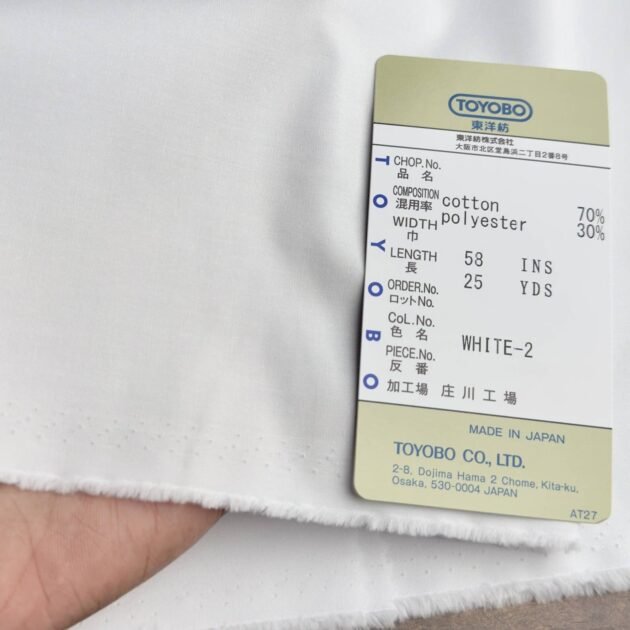 TOYOBO
東洋紡
東洋紡株式会社
大阪市北区堂島浜二丁目2番8号
TOYOBO
CHOP.No.
品名
COMPOSITION cotton 70%
混用率 polyester 30%
WIDTH
巾 58 INS
LENGTH
長 25 YDS
ORDER.No.
ロットNo.
CoL.No.
色名 WHITE-2
PIECE.No.
反番
加工場 庄川工場
MADE IN JAPAN
TOYOBO CO., LTD.
2-8, Dojima Hama 2 Chome, Kita-ku,
Osaka, 530-0004 JAPAN
AT27